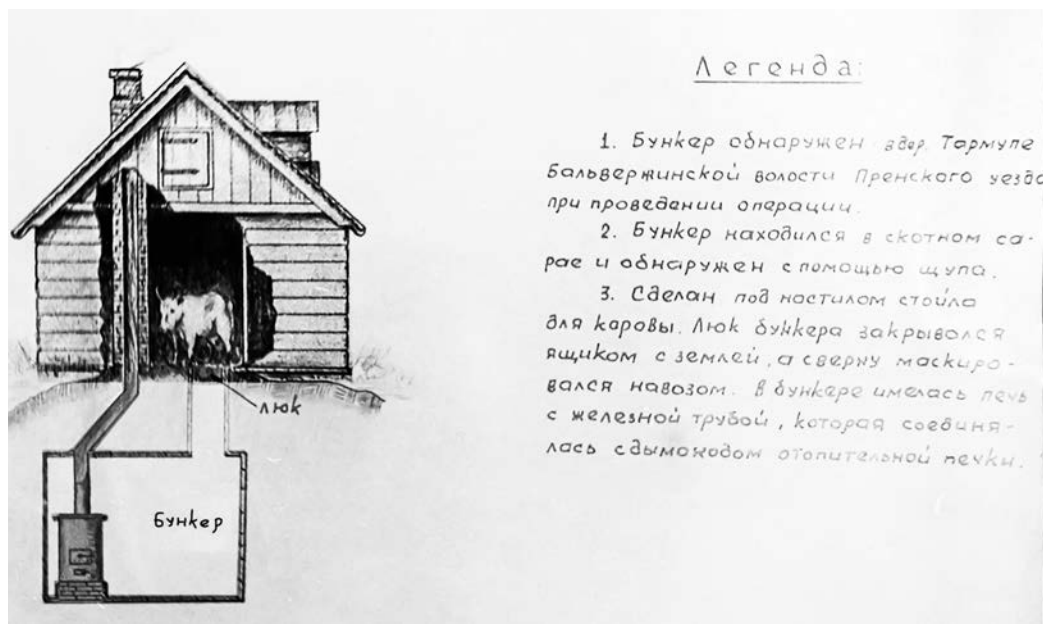 Легенда:
1. Бункер обнаружен в дер. Тармупе
Бальвержинской волости Пренского уезда
при проведении операции.
2. Бункер находился в скотном са-
рае и обнаружен с помощью щупа.
3. Сделан под настилом стойла
для каровы. Люк бункера закрывался
ящиком с землей, а сверху маскиро-
вался навозом. В бункере имелась печь
с железной трубой, которая соединя-
лась с дымоходом отопительной печки.
люк
Бункер